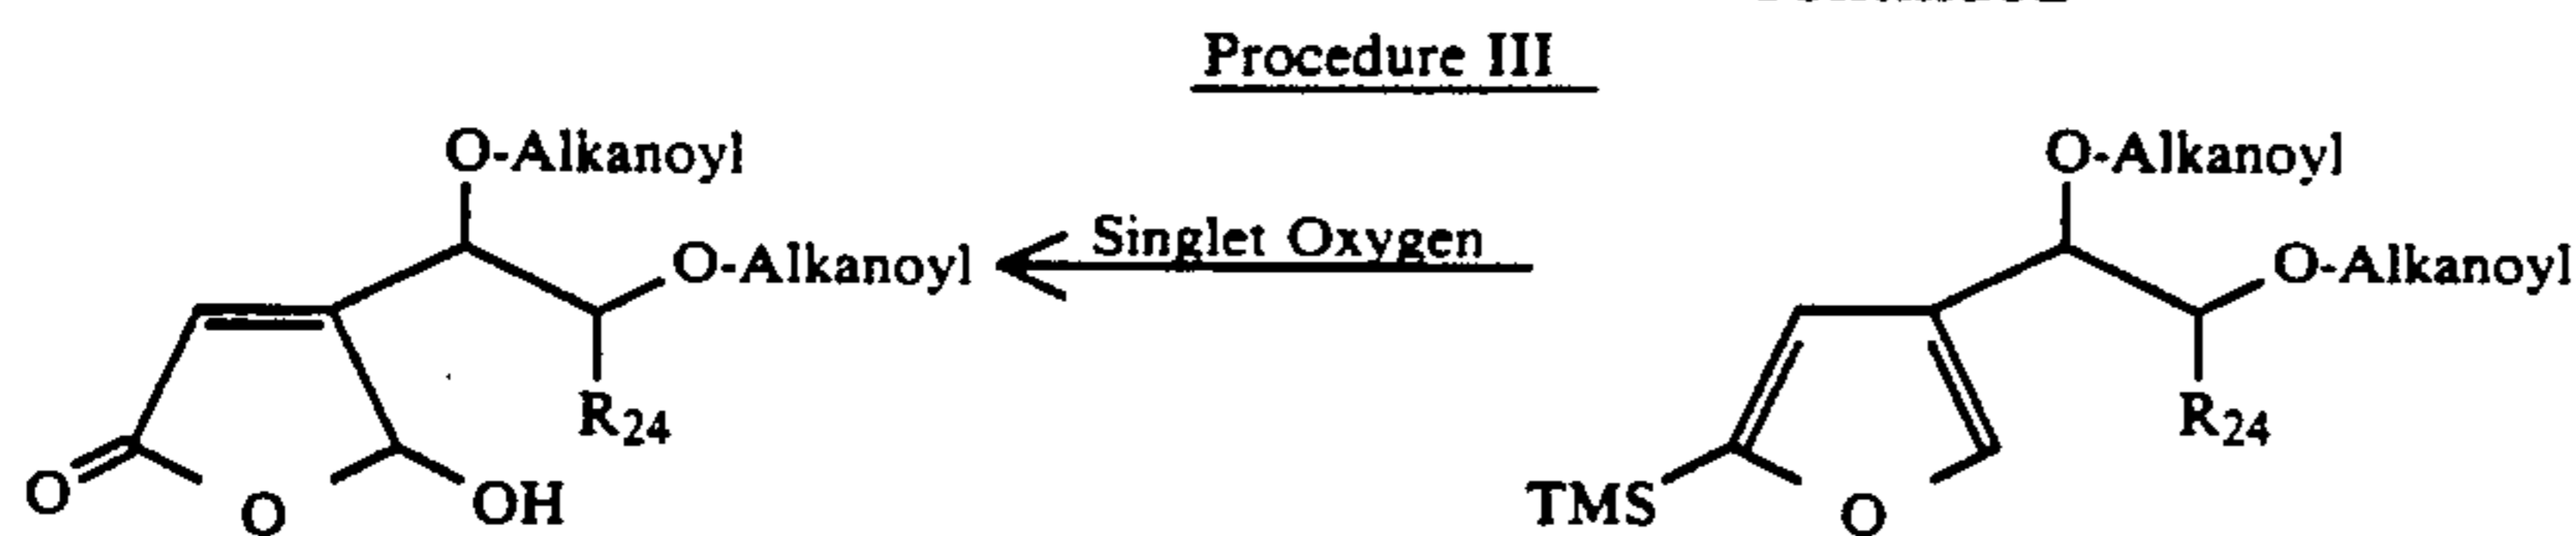 Procedure III
O-Alkanoyl
O-Alkanoyl
Singlet Oxygen
O-Alkanoyl
O-Alkanoyl
R24
R24
O
O
OH
TMS
O